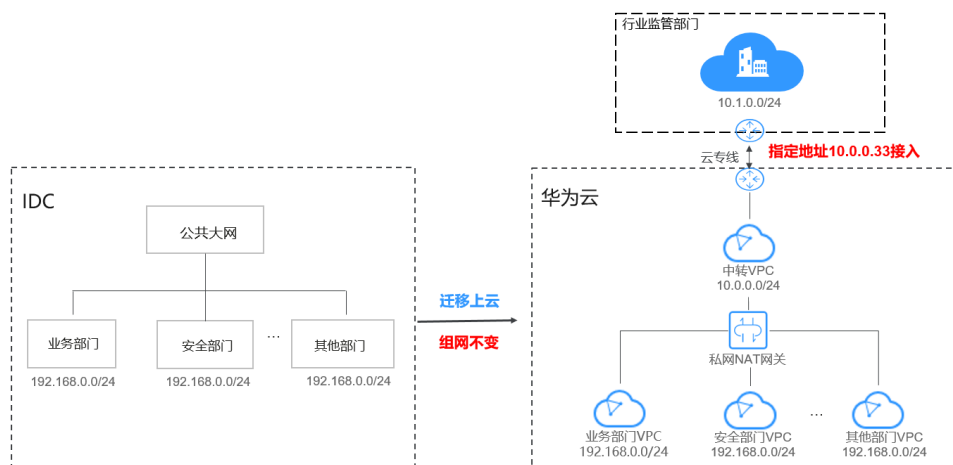 行业监管部门
10.1.0.0/24
云专线
指定地址10.0.0.33接入
IDC
公共大网
业务部门
安全部门
...
其他部门
192.168.0.0/24
192.168.0.0/24
192.168.0.0/24
迁移上云
组网不变
华为云
中转VPC
10.0.0.0/24
私网NAT网关
业务部门VPC
192.168.0.0/24
安全部门VPC
192.168.0.0/24
...
其他部门VPC
192.168.0.0/24